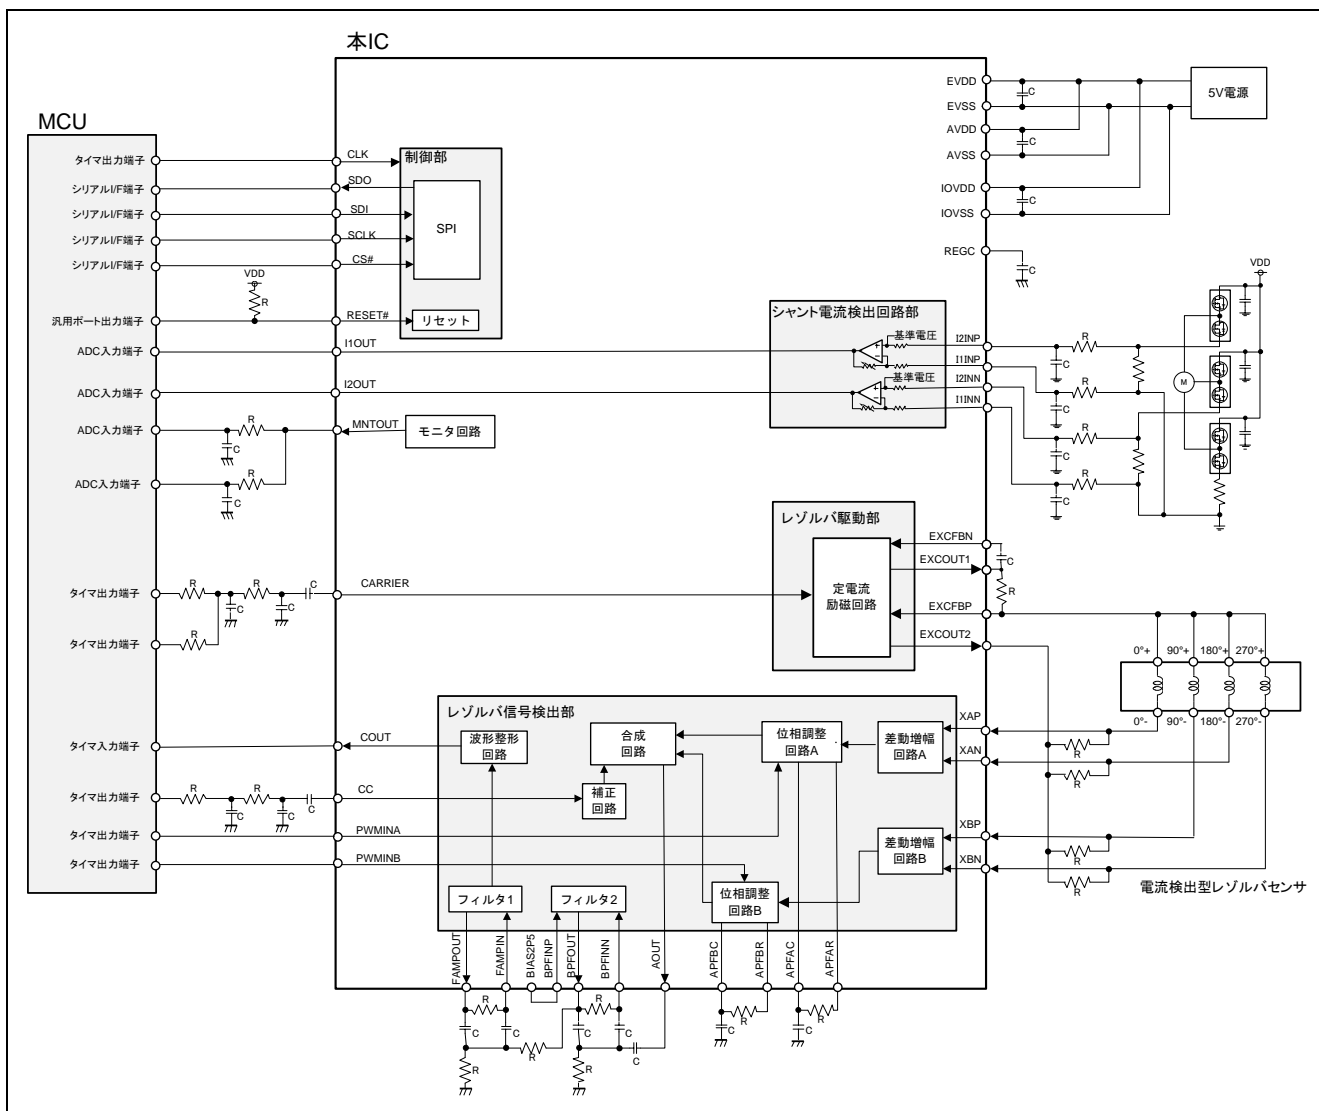 本IC
MCU
タイマ出力端子
シリアルI/F端子
シリアルI/F端子
シリアルI/F端子
シリアルI/F端子
汎用ポート出力端子
ADC入力端子
ADC入力端子
ADC入力端子
ADC入力端子
タイマ出力端子
タイマ出力端子
タイマ入力端子
タイマ出力端子
タイマ出力端子
タイマ出力端子
VDD
R
R
C
R
C
R
R
C
C
C
R
R
R
C
C
C
CLK
SDO
SDI
SCLK
CS#
RESET#
I1OUT
I2OUT
MNTOUT
CARRIER
COUT
CC
PWMINA
PWMINB
制御部
SPI
リセット
モニタ回路
シャント電流検出回路部
基準電圧
基準電圧
+
-
+
-
I2INP
I1INP
I2INN
I1INN
レゾルバ駆動部
定電流
励磁回路
EXCFBN
EXCOUT1
EXCFBP
EXCOUT2
レゾルバ信号検出部
波形整形
回路
合成
回路
位相調整
回路A
差動増幅
回路A
補正
回路
差動増幅
回路B
位相調整
回路B
フィルタ1
フィルタ2
XAP
XAN
XBP
XBN
FAMPOUT
FAMPIN
BIAS2P5
BPFINP
BPFOUT
BPFINN
AOUT
APFBC
APFBR
APFAC
APFAR
R
C
C
R
R
R
C
C
C
R
R
C
R
C
EVDD
EVSS
AVDD
AVSS
IOVDD
IOVSS
REGC
C
C
C
C
5V電源
VDD
M
R
C
R
C
R
C
R
C
C
R
0°+
90°+
180°+
270°+
0°-
90°-
180°-
270°-
R
R
R
R
電流検出型レゾルバセンサ